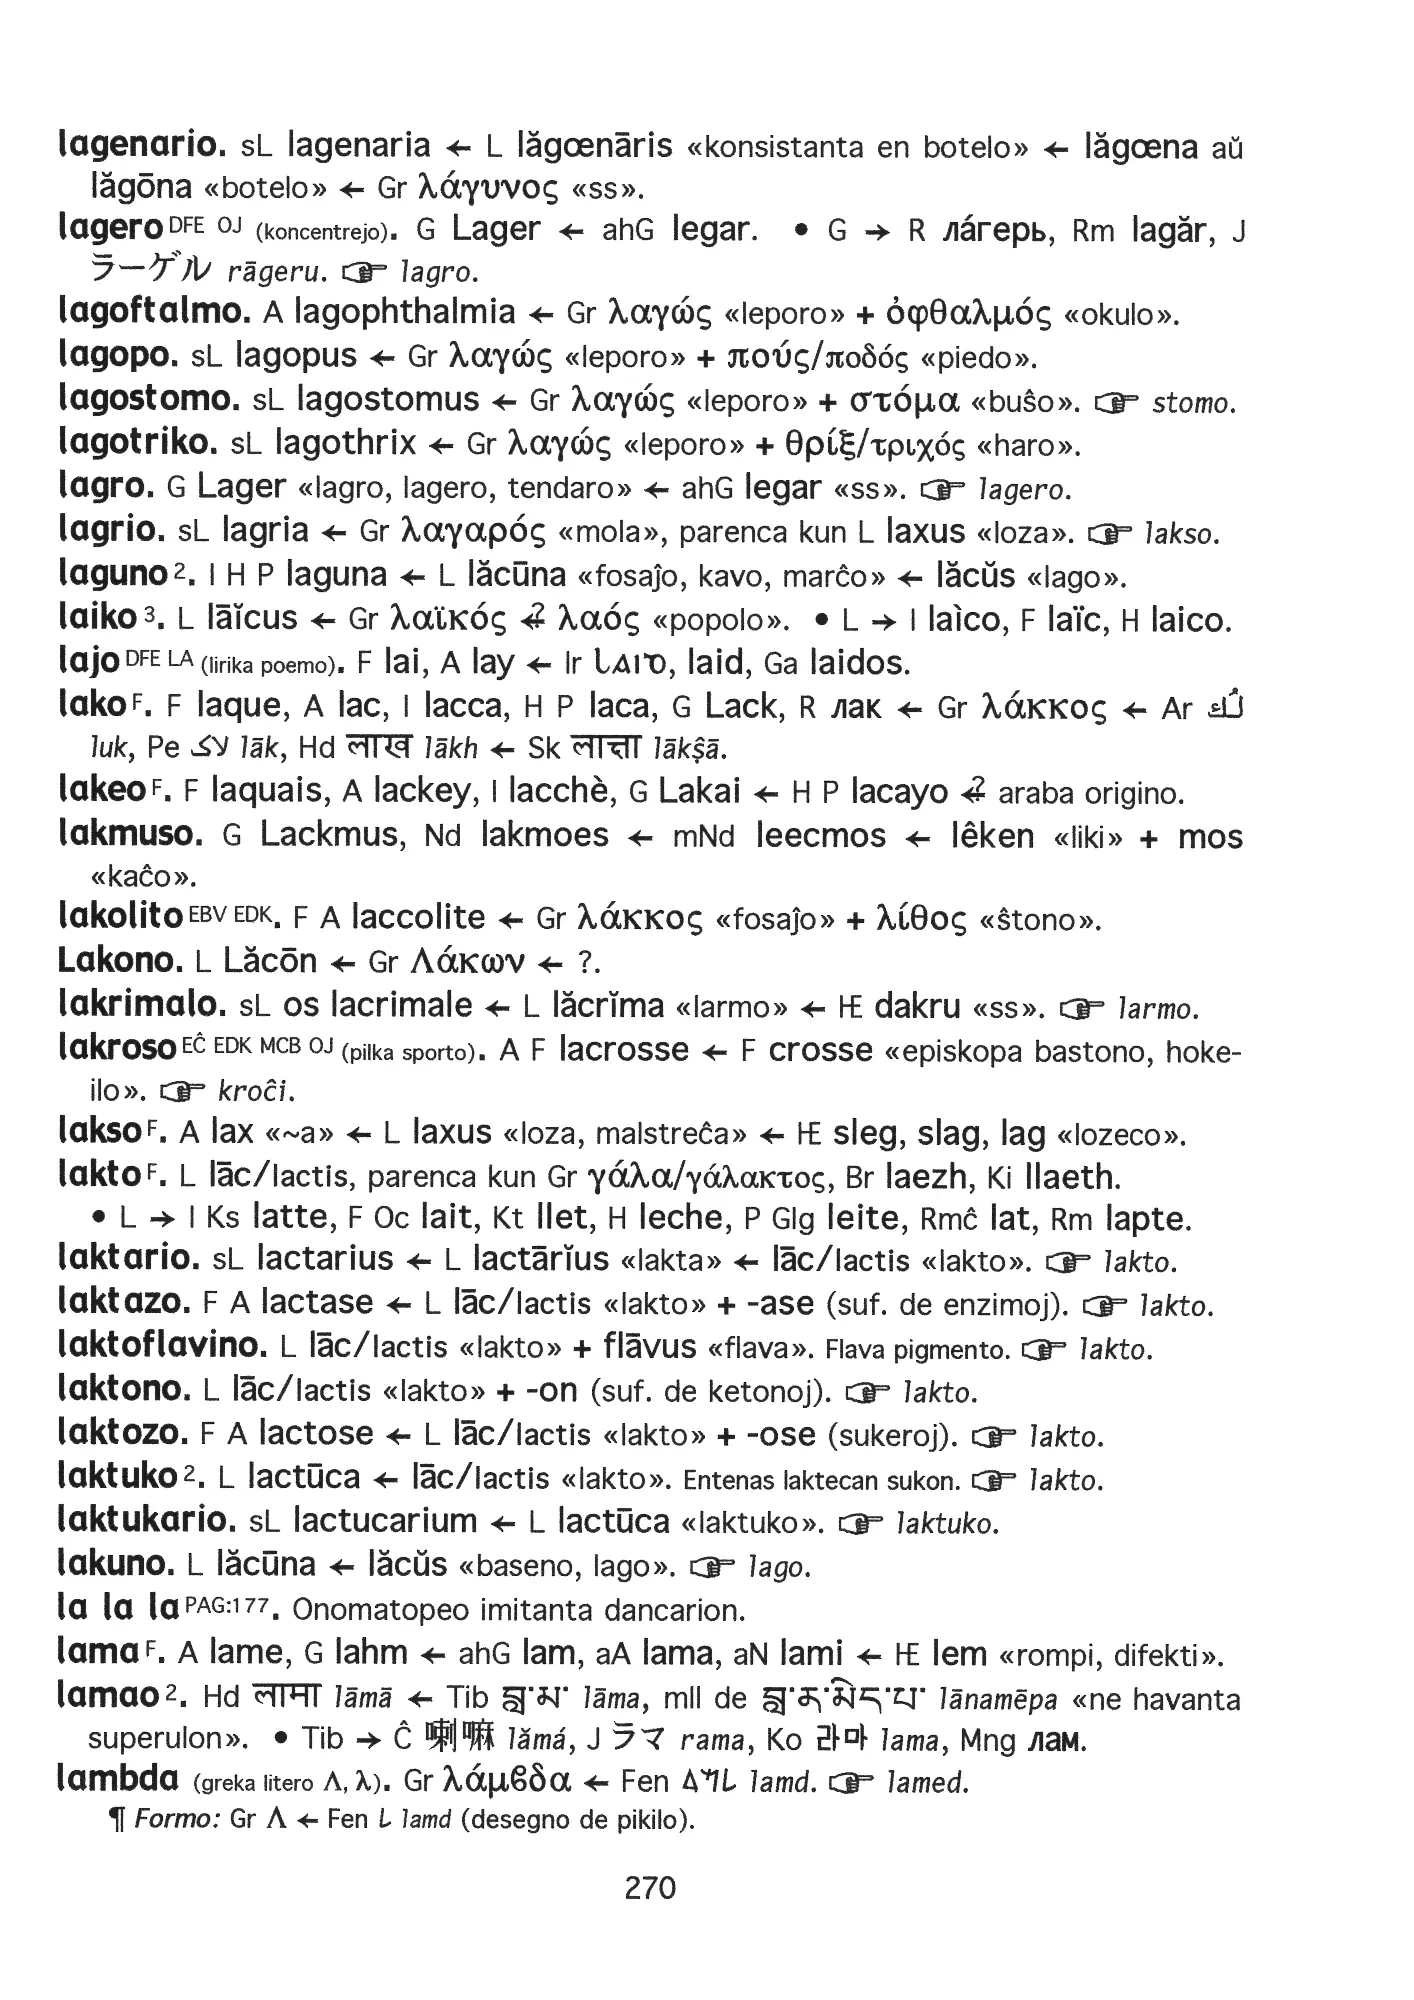 lagenario. sL lagenaria ← L lăgœnāris «konsistanta en botelo» ← lăgœna aŭ
lăgōna «botelo» ← Gr λάγυνος «ss».
lagero DFE OJ (koncentrejo). G Lager ← ahG legar. • G → R лáгерь, Rm lagăr, J
ラーゲル rāgeru. ☞ lagro.
lagoftalmo. A lagophthalmia ← Gr λαγώς «leporo» + ὀφθαλμός «okulo».
lagopo. sL lagopus ← Gr λαγώς «leporo» + πούς/ποδός «piedo».
lagostomo. sL lagostomus ← Gr λαγώς «leporo» + στόμα «buŝo». ☞ stomo.
lagotriko. sL lagothrix ← Gr λαγώς «leporo» + θρίξ/τριχός «haro».
lagro. G Lager «lagro, lagero, tendaro» ← ahG legar «ss». ☞ lagero.
lagrio. sL lagria ← Gr λαγαρός «mola», parenca kun L laxus «loza». ☞ lakso.
laguno 2. I H P laguna ← L lăcūna «fosaĵo, kavo, marĉo» ← lăcŭs «lago».
laiko 3. L lāĭcus ← Gr λαϊκός ←? λαός «popolo». • L → I laìco, F laïc, H laico.
lajo DFE LA (lirika poemo). F lai, A lay ← Ir laid, laid, Ga laidos.
lako F. F laque, A lac, I lacca, H P laca, G Lack, R лак ← Gr λάκκος ← Ar لُك
luk, Pe لاک lāk, Hd लाख lākh ← Sk लाक्षा lākṣā.
lakeo F. F laquais, A lackey, I lacchè, G Lakai ← H P lacayo ←? araba origino.
lakmuso. G Lackmus, Nd lakmoes ← mNd leecmos ← lêken «liki» + mos
«kaĉo».
lakolito EBV EDK. F A laccolite ← Gr λάκκος «fosaĵo» + λίθος «ŝtono».
Lakono. L Lăcōn ← Gr Λάκων ← ?.
lakrimalo. sL os lacrimale ← L lăcrĭma «larmo» ← IE dakru «ss». ☞ larmo.
lakroso EĈ EDK MCB OJ (pilka sporto). A F lacrosse ← F crosse «episkopa bastono, hoke-
ilo». ☞ kroĉi.
lakso F. A lax «~a» ← L laxus «loza, malstreĉa» ← IE sleg, slag, lag «lozeco».
lakto F. L lāc/lactis, parenca kun Gr γάλα/γάλακτος, Br laezh, Ki llaeth.
• L → I Ks latte, F Oc lait, Kt llet, H leche, P Glg leite, Rmĉ lat, Rm lapte.
laktario. sL lactarius ← L lactārĭus «lakta» ← lāc/lactis «lakto». ☞ lakto.
laktazo. F A lactase ← L lāc/lactis «lakto» + -ase (suf. de enzimoj). ☞ lakto.
laktoflavino. L lāc/lactis «lakto» + flāvus «flava». Flava pigmento. ☞ lakto.
laktono. L lāc/lactis «lakto» + -on (suf. de ketonoj). ☞ lakto.
laktozo. F A lactose ← L lāc/lactis «lakto» + -ose (sukeroj). ☞ lakto.
laktuko 2. L lactūca ← lāc/lactis «lakto». Entenas laktecan sukon. ☞ lakto.
laktukario. sL lactucarium ← L lactūca «laktuko». ☞ laktuko.
lakuno. L lăcūna ← lăcŭs «baseno, lago». ☞ lago.
la la la PAG:177. Onomatopeo imitanta dancarion.
lama F. A lame, G lahm ← ahG lam, aA lama, aN lami ← IE lem «rompi, difekti».
lamao 2. Hd लामा lāmā ← Tib བླ་མ་ lāma, mll de བླ་ན་མེད་པ་ lānamēpa «ne havanta
superulon». • Tib → Ĉ 喇嘛 lǎmá, J ラマ rama, Ko 라마 lama, Mng лам.
lambda (greka litero Λ, λ). Gr λάμβδα ← Fen 𐤃𐤌𐤋 lamd. ☞ lamed.
¶ Formo: Gr Λ ← Fen 𐤋 lamd (desegno de pikilo).
270